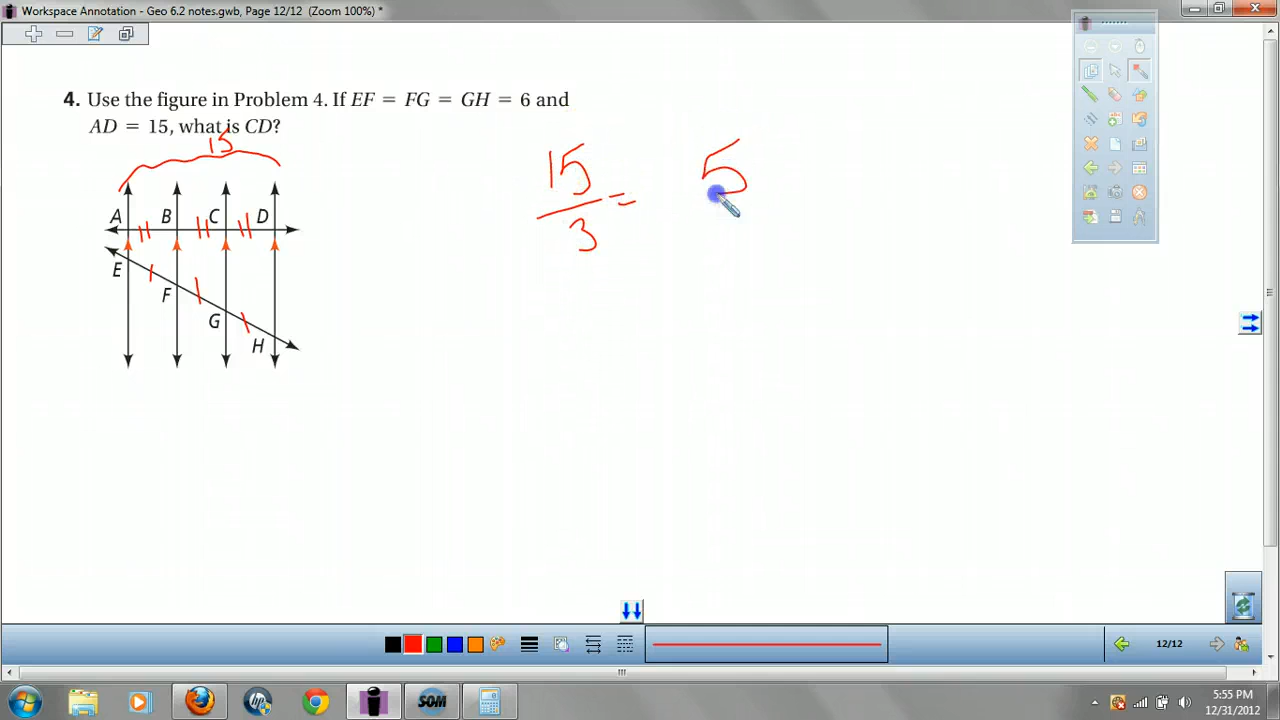 Workspace Annotation - Geo 6.2 notes.gwb, Page 12/12 (Zoom 100%) *
4. Use the figure in Problem 4. If EF = FG = GH = 6 and
AD = 15, what is CD?
15
A B C D
E
F
G
H
15
3
=
5
12/12
hp
SOM
5:55 PM
12/31/2012